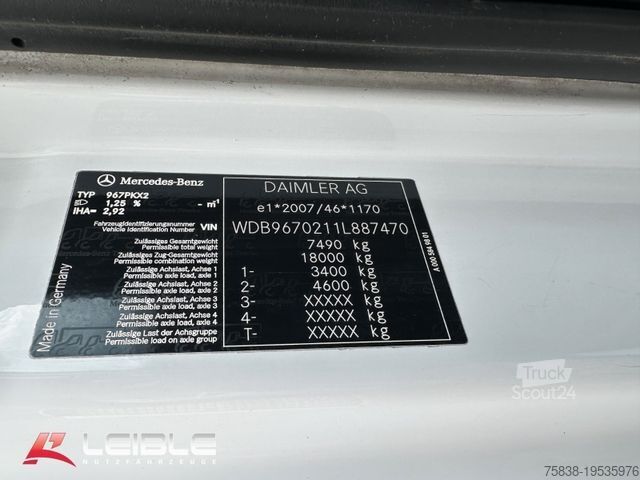 Mercedes-Benz
TYP 967PKX2
1,25 % - m⁻¹
IHA= 2,92
Fahrzeugidentifizierungsnummer
Vehicle Identification Number VIN
Zulässiges Gesamtgewicht
Permissible total weight
Zulässiges Zug-Gesamtgewicht
Permissible combination weight
Zulässige Achslast, Achse 1
Permissible axle load, axle 1
Zulässige Achslast, Achse 2
Permissible axle load, axle 2
Zulässige Achslast, Achse 3
Permissible axle load, axle 3
Zulässige Achslast, Achse 4
Permissible axle load, axle 4
Zulässige Last der Achsgruppe
Permissible load on axle group
Made in Germany
DAIMLER AG
e1*2007/46*1170
WDB9670211L887470
7490 kg
18000 kg
1- 3400 kg
2- 4600 kg
3- XXXXX kg
4- XXXXX kg
T- XXXXX kg
A 000 584 98 01
Truck
Scout24
LEIBLE
NUTZFAHRZEUGE
75838-19535976